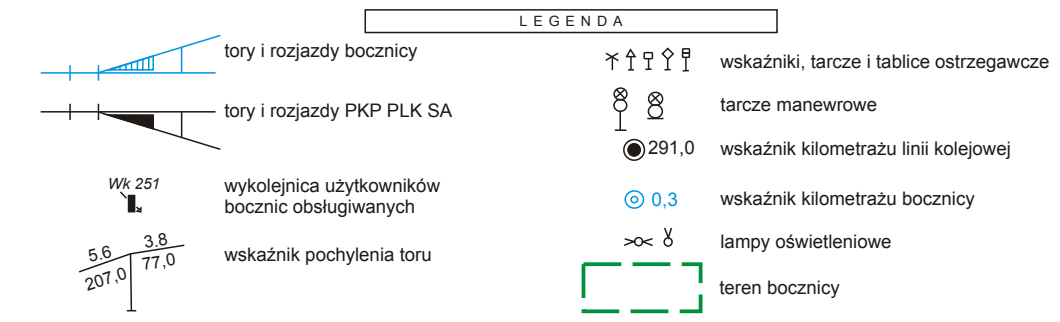 LEGENDA
tory i rozjazdy bocznicy
tory i rozjazdy PKP PLK SA
Wk 251
wykolejnica użytkowników
bocznic obsługiwanych
5.6 3.8
207,0 77,0
wskaźnik pochylenia toru
wskaźniki, tarcze i tablice ostrzegawcze
tarcze manewrowe
291,0 wskaźnik kilometrażu linii kolejowej
0,3 wskaźnik kilometrażu bocznicy
lampy oświetleniowe
teren bocznicy